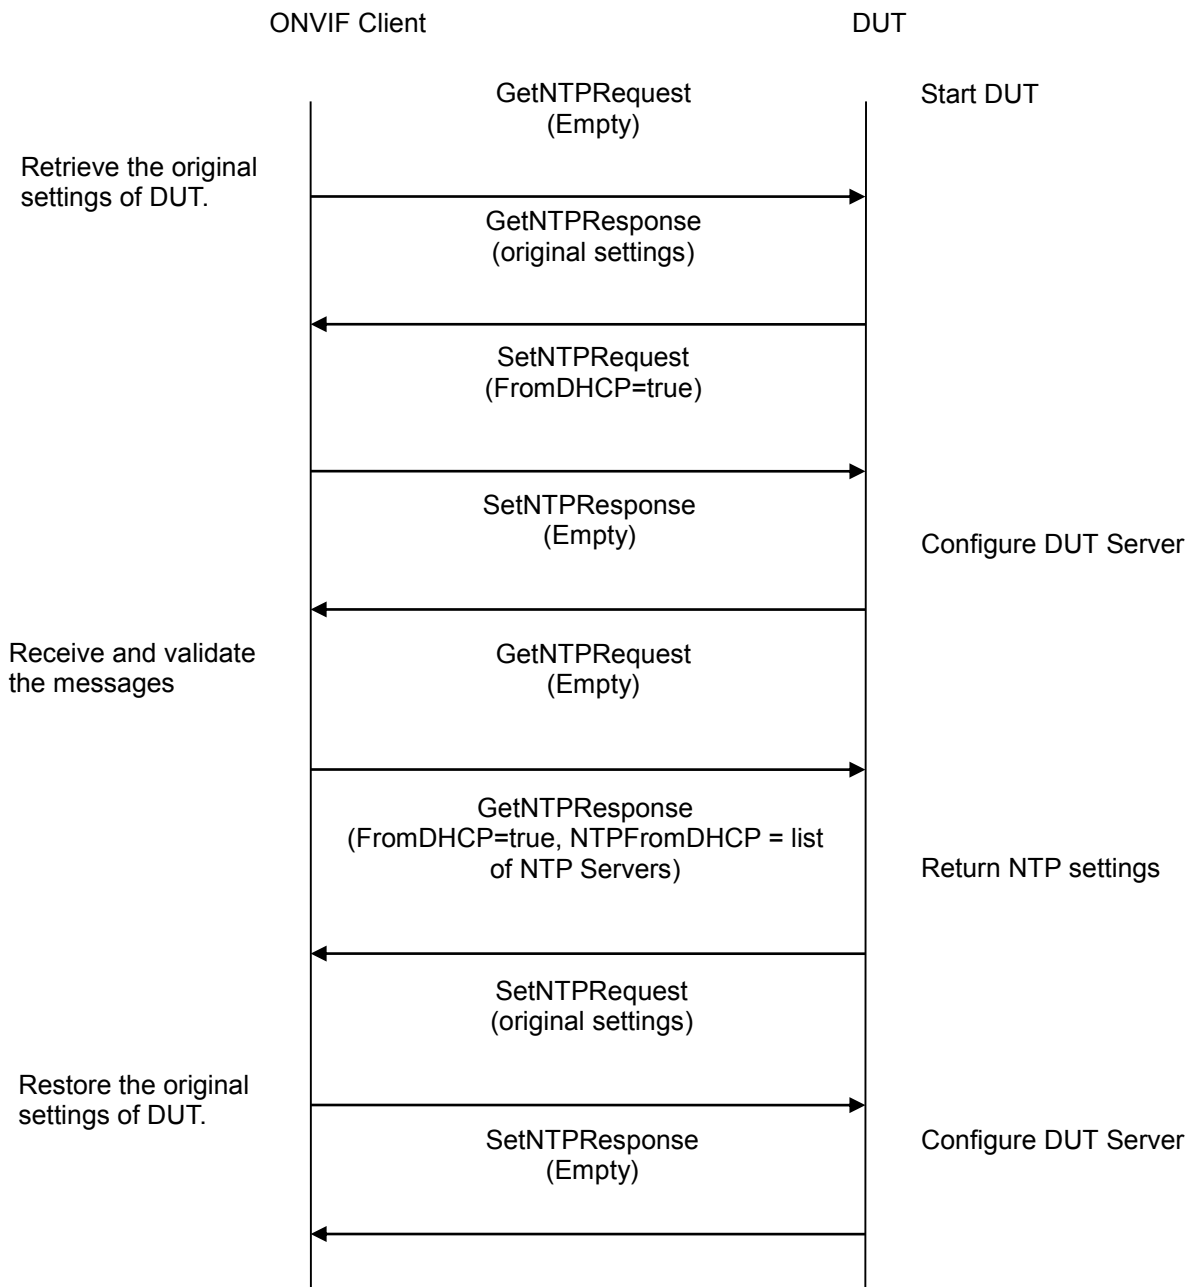 ONVIF Client
DUT
GetNTPRequest
(Empty)
Start DUT
Retrieve the original
settings of DUT.
GetNTPResponse
(original settings)
SetNTPRequest
(FromDHCP=true)
SetNTPResponse
(Empty)
Configure DUT Server
Receive and validate
the messages
GetNTPRequest
(Empty)
GetNTPResponse
(FromDHCP=true, NTPFromDHCP = list
of NTP Servers)
Return NTP settings
SetNTPRequest
(original settings)
Restore the original
settings of DUT.
SetNTPResponse
(Empty)
Configure DUT Server